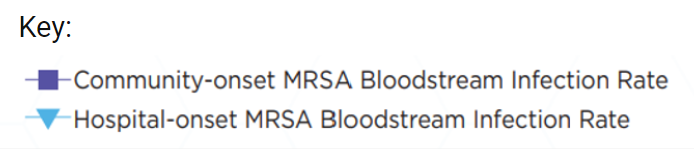 Key:
Community-onset MRSA Bloodstream Infection Rate
Hospital-onset MRSA Bloodstream Infection Rate